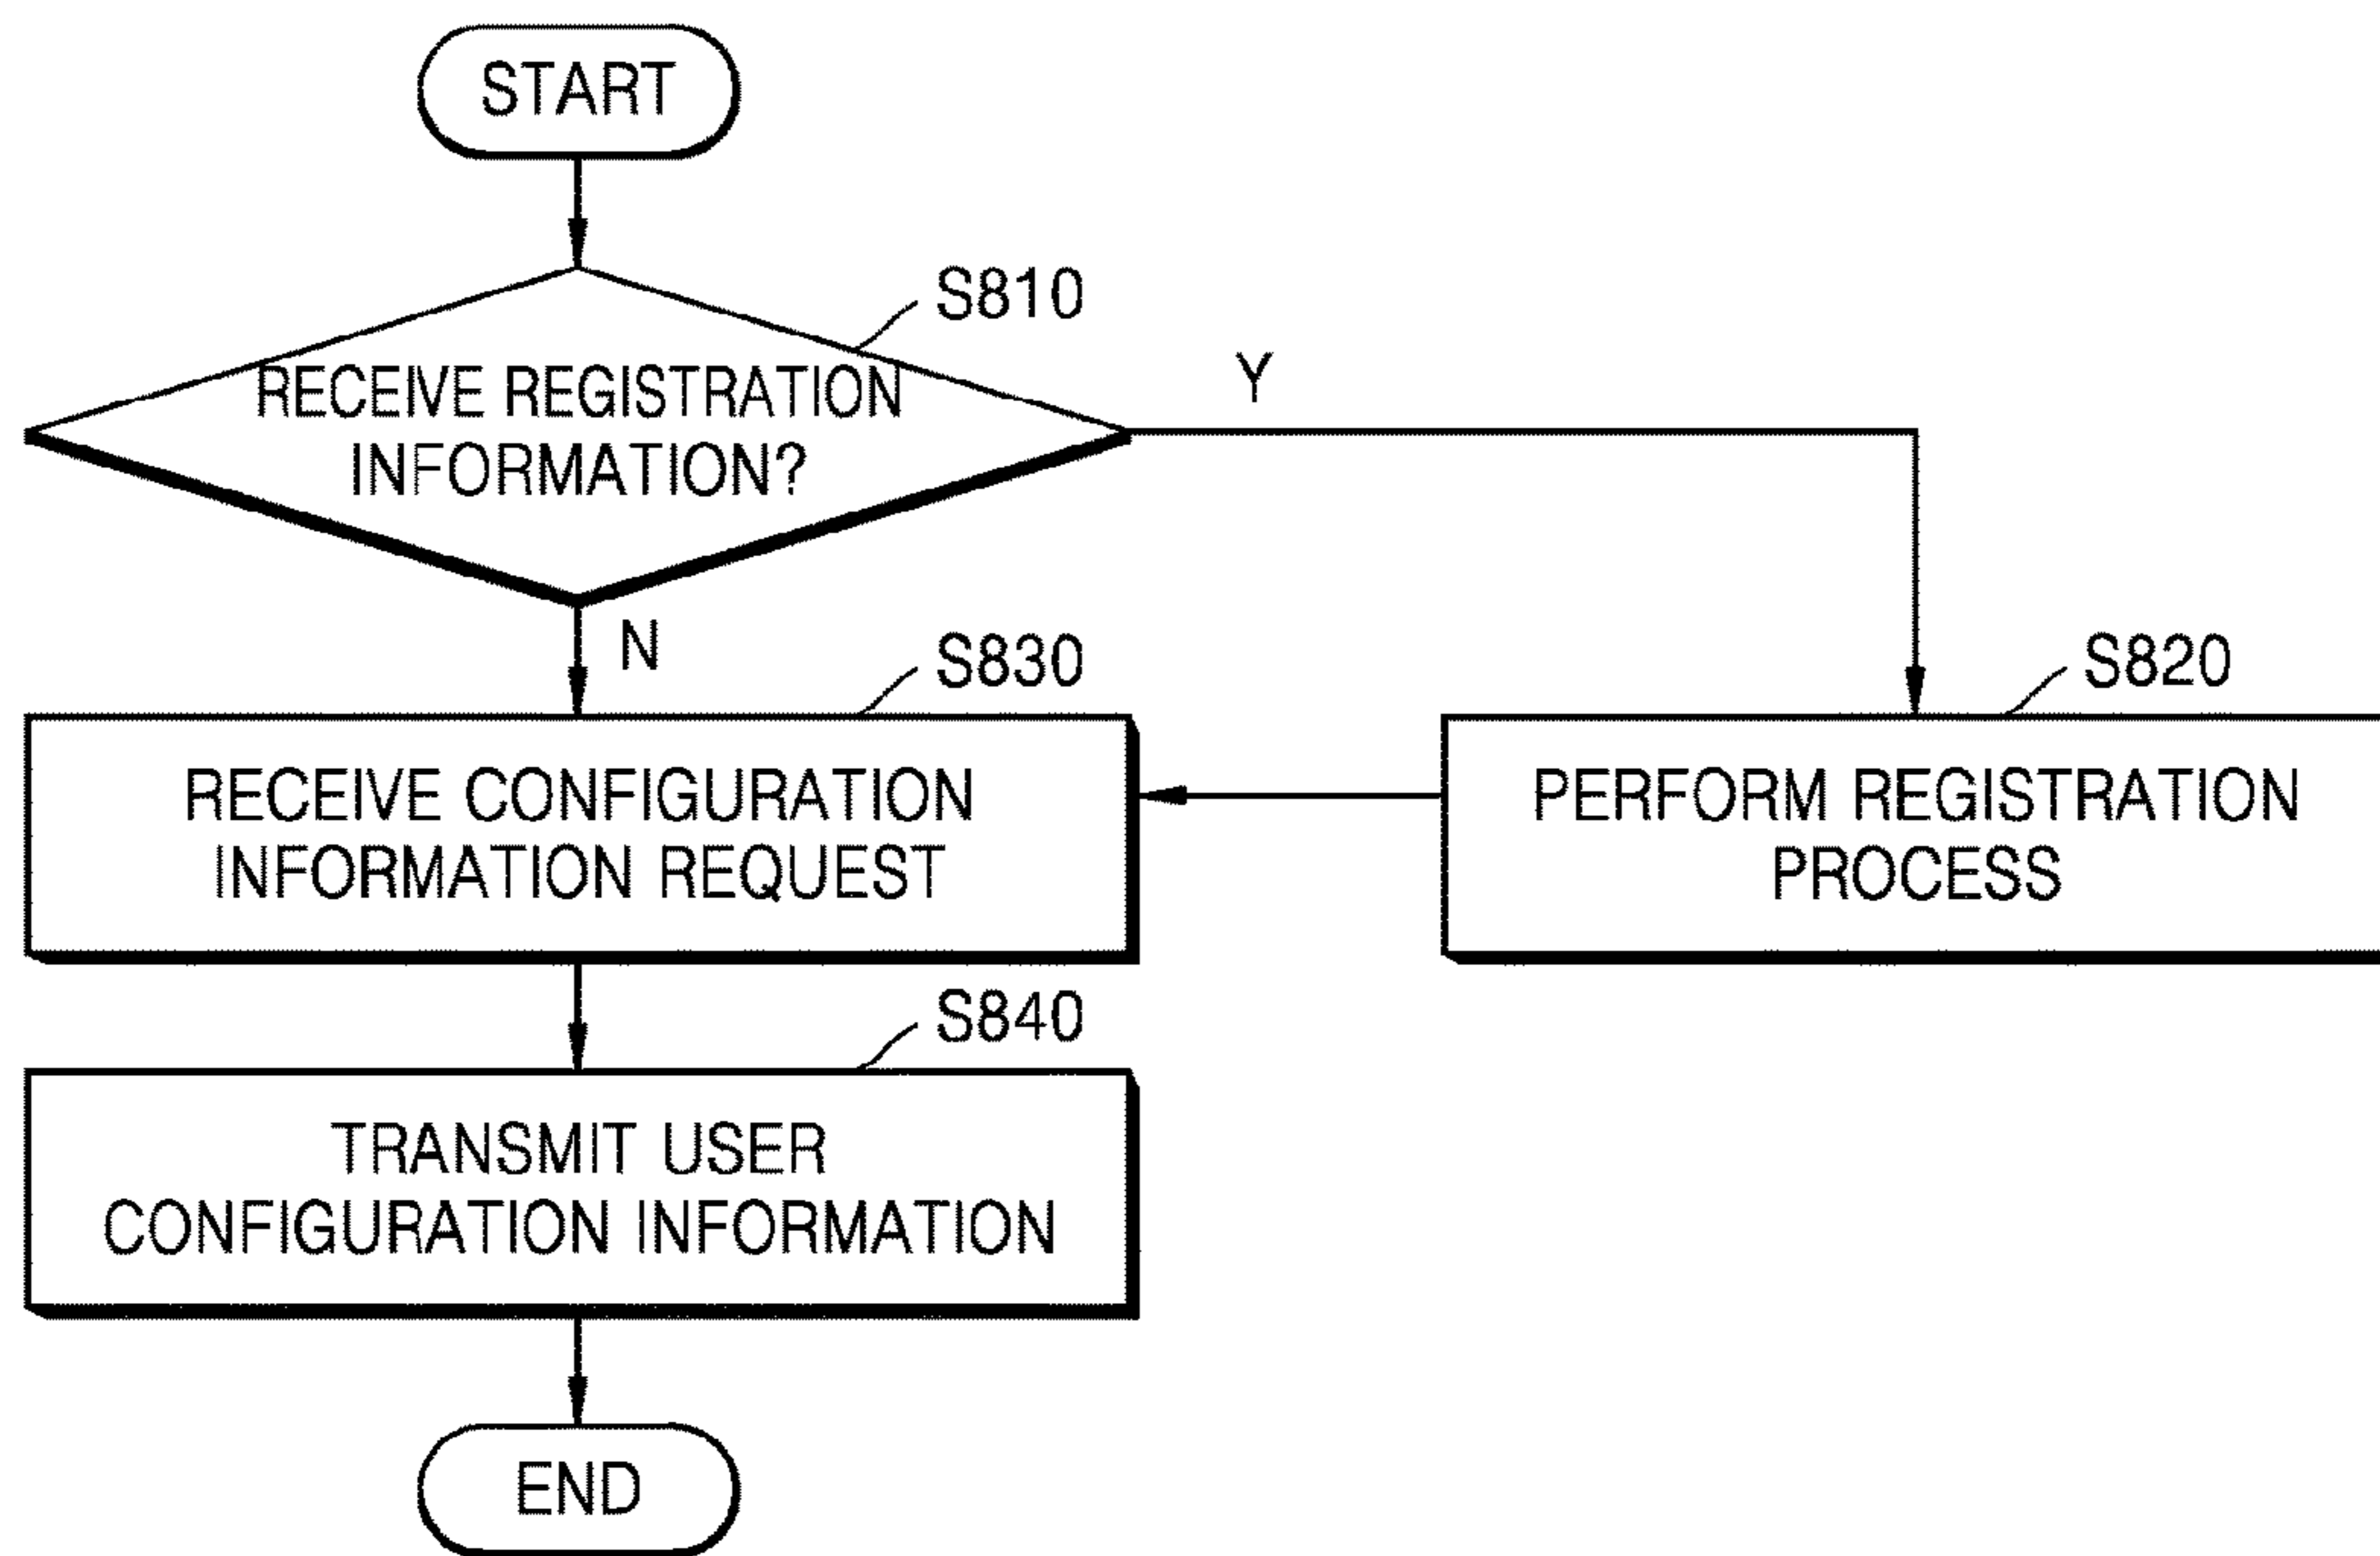 START
S810
RECEIVE REGISTRATION
INFORMATION?
Y
N
S830
S820
RECEIVE CONFIGURATION
INFORMATION REQUEST
PERFORM REGISTRATION
PROCESS
S840
TRANSMIT USER
CONFIGURATION INFORMATION
END